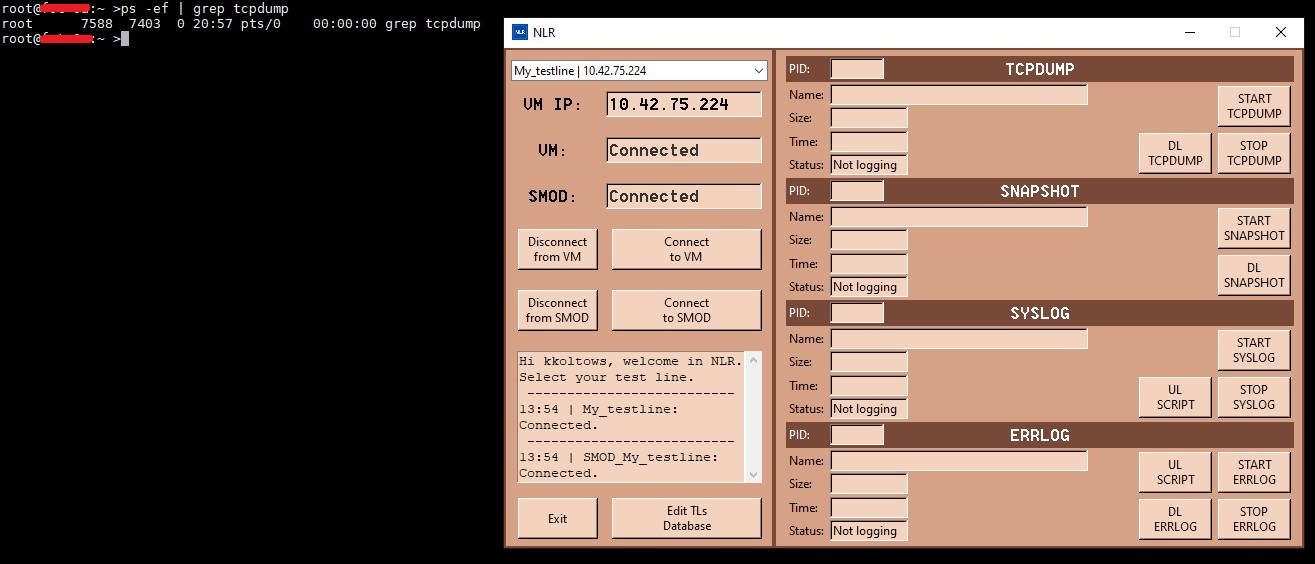 root@ :~ >ps -ef | grep tcpdump
root      7588  7403  0 20:57 pts/0    00:00:00 grep tcpdump
root@ :~ >
NLR
NLR
My_testline | 10.42.75.224
VM IP: 10.42.75.224
VM: Connected
SMOD: Connected
Disconnect
from VM
Connect
to VM
Disconnect
from SMOD
Connect
to SMOD
Hi kkoltows, welcome in NLR.
Select your test line.
--------------------------
13:54 | My_testline:
Connected.
--------------------------
13:54 | SMOD_My_testline:
Connected.
Exit
Edit TLs
Database
PID: TCPDUMP
Name:
Size:
Time:
Status: Not logging
START
TCPDUMP
DL
TCPDUMP
STOP
TCPDUMP
PID: SNAPSHOT
Name:
Size:
Time:
Status: Not logging
START
SNAPSHOT
DL
SNAPSHOT
PID: SYSLOG
Name:
Size:
Time:
Status: Not logging
START
SYSLOG
UL
SCRIPT
STOP
SYSLOG
PID: ERRLOG
Name:
Size:
Time:
Status: Not logging
UL
SCRIPT
START
ERRLOG
DL
ERRLOG
STOP
ERRLOG